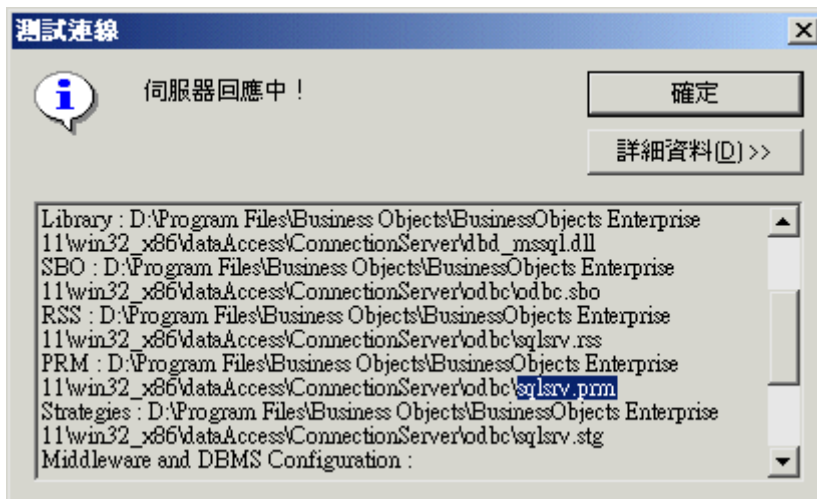 測試連線
伺服器回應中！
確定
詳細資料(D)>>
Library : D:\Program Files\Business Objects\BusinessObjects Enterprise
11\win32_x86\dataAccess\ConnectionServer\dbd_mssql.dll
SBO : D:\Program Files\Business Objects\BusinessObjects Enterprise
11\win32_x86\dataAccess\ConnectionServer\odbc\odbc.sbo
RSS : D:\Program Files\Business Objects\BusinessObjects Enterprise
11\win32_x86\dataAccess\ConnectionServer\odbc\sqlsrv.rss
PRM : D:\Program Files\Business Objects\BusinessObjects Enterprise
11\win32_x86\dataAccess\ConnectionServer\odbc\sqlsrv.prm
Strategies : D:\Program Files\Business Objects\BusinessObjects Enterprise
11\win32_x86\dataAccess\ConnectionServer\odbc\sqlsrv.stg
Middleware and DBMS Configuration :